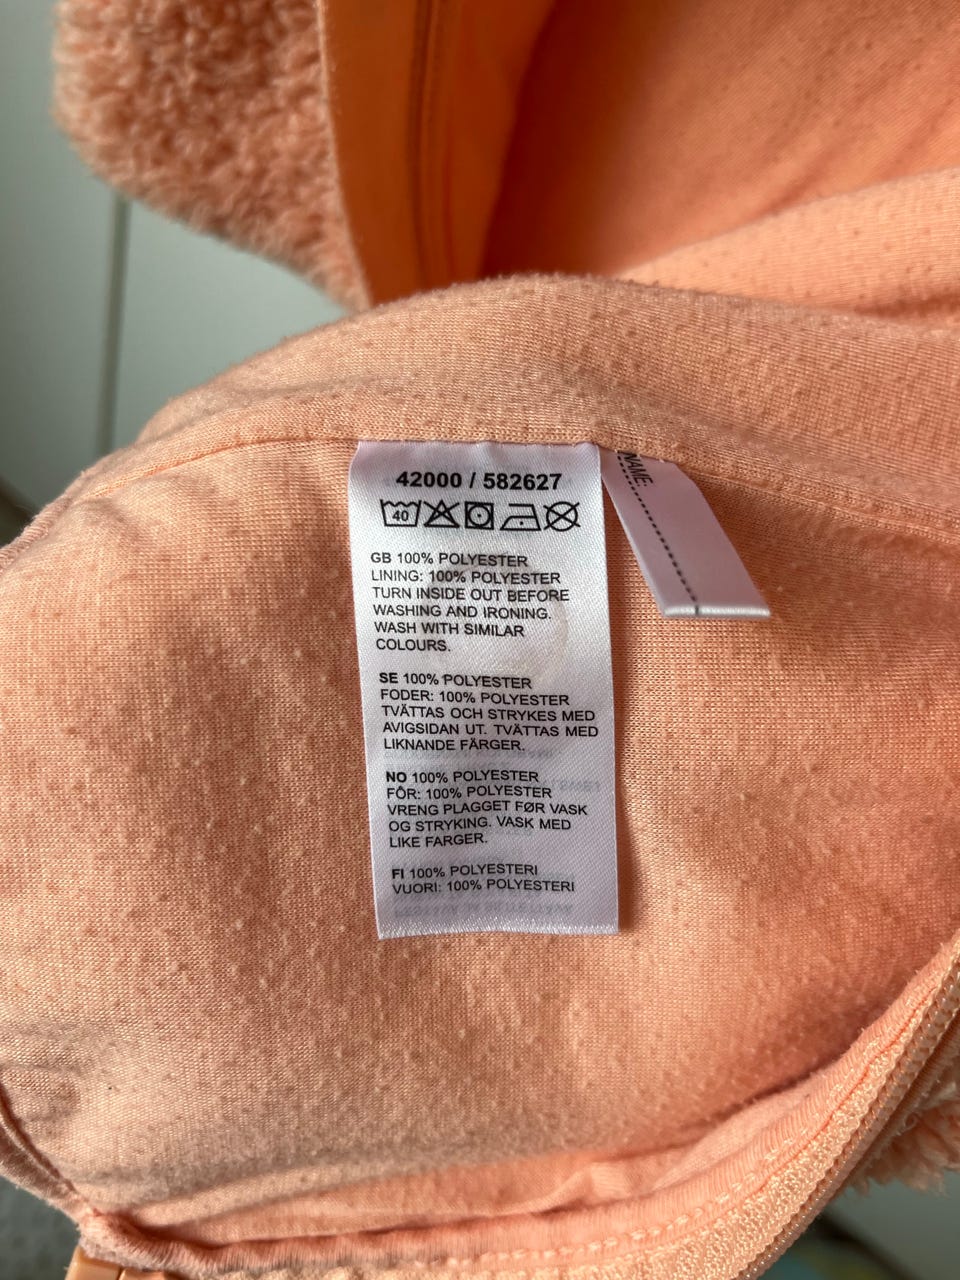 42000 / 582627
40
GB 100% POLYESTER
LINING: 100% POLYESTER
TURN INSIDE OUT BEFORE
WASHING AND IRONING.
WASH WITH SIMILAR
COLOURS.
SE 100% POLYESTER
FODER: 100% POLYESTER
TVÄTTAS OCH STRYKES MED
AVIGSIDAN UT. TVÄTTAS MED
LIKNANDE FÄRGER.
NO 100% POLYESTER
FÔR: 100% POLYESTER
VRENG PLAGGET FØR VASK
OG STRYKING. VASK MED
LIKE FARGER.
FI 100% POLYESTERI
VUORI: 100% POLYESTERI
NAME: